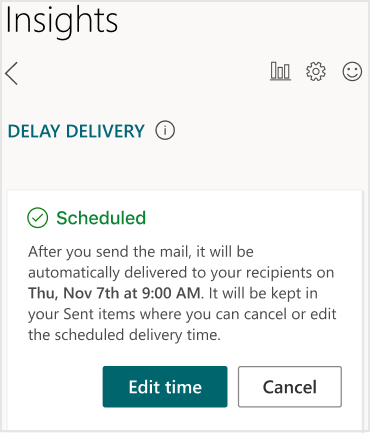 Insights
DELAY DELIVERY
Scheduled
After you send the mail, it will be
automatically delivered to your recipients on
Thu, Nov 7th at 9:00 AM. It will be kept in
your Sent items where you can cancel or edit
the scheduled delivery time.
Edit time Cancel